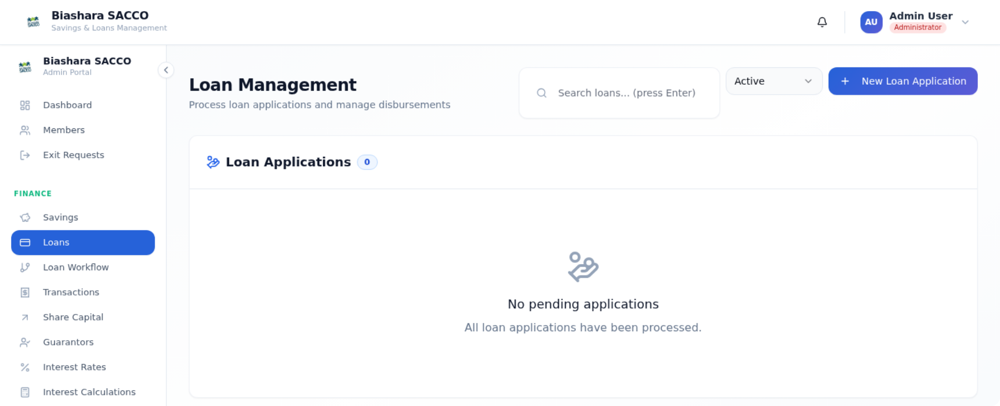 Biashara SACCO
Savings & Loans Management
AU
Admin User
Administrator
Biashara SACCO
Admin Portal
Dashboard
Members
Exit Requests
FINANCE
Savings
Loans
Loan Workflow
Transactions
Share Capital
Guarantors
Interest Rates
Interest Calculations
Loan Management
Process loan applications and manage disbursements
Search loans... (press Enter)
Active
New Loan Application
Loan Applications 0
No pending applications
All loan applications have been processed.